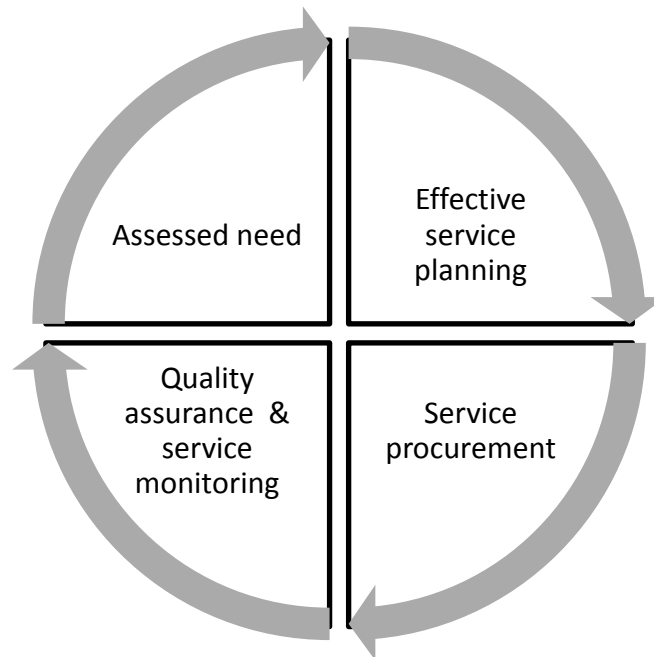 Assessed need
Effective
service
planning
Quality
assurance & 
service
monitoring
Service
procurement